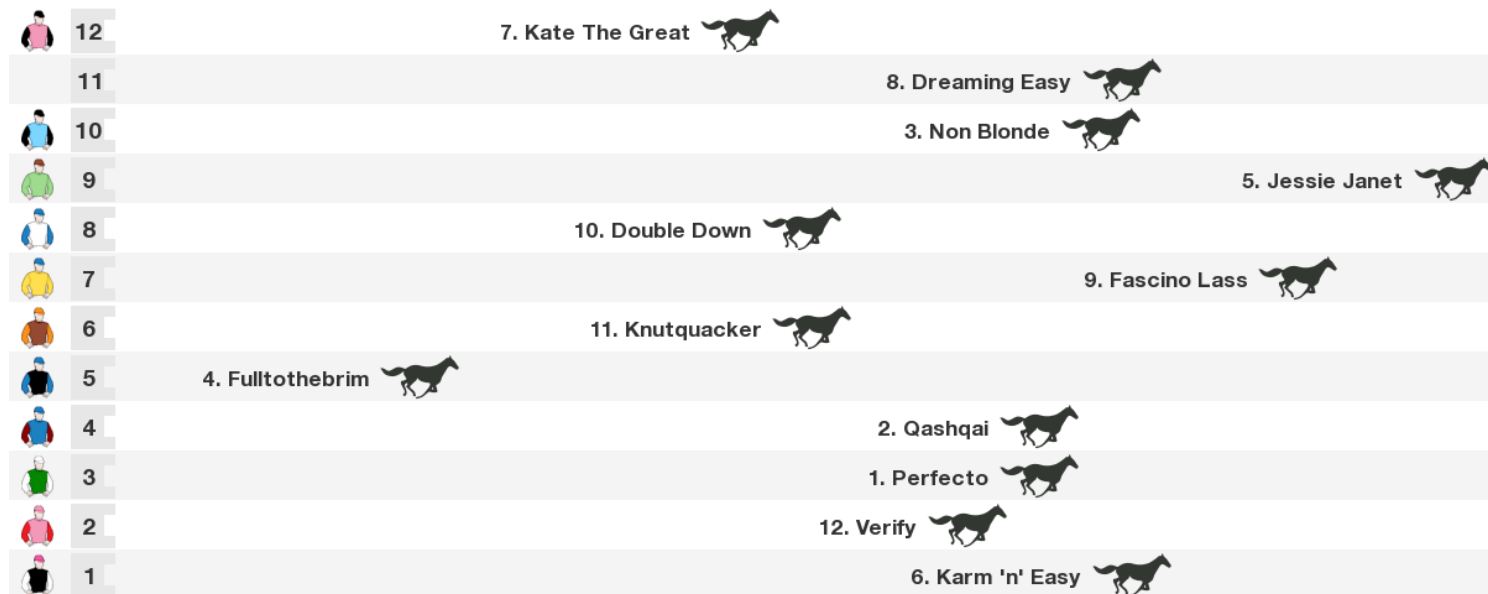 12 7. Kate The Great
11 8. Dreaming Easy
10 3. Non Blonde
9 5. Jessie Janet
8 10. Double Down
7 9. Fascino Lass
6 11. Knutquacker
5 4. Fulltothebrim
4 2. Qashqai
3 1. Perfecto
2 12. Verify
1 6. Karm 'n' Easy